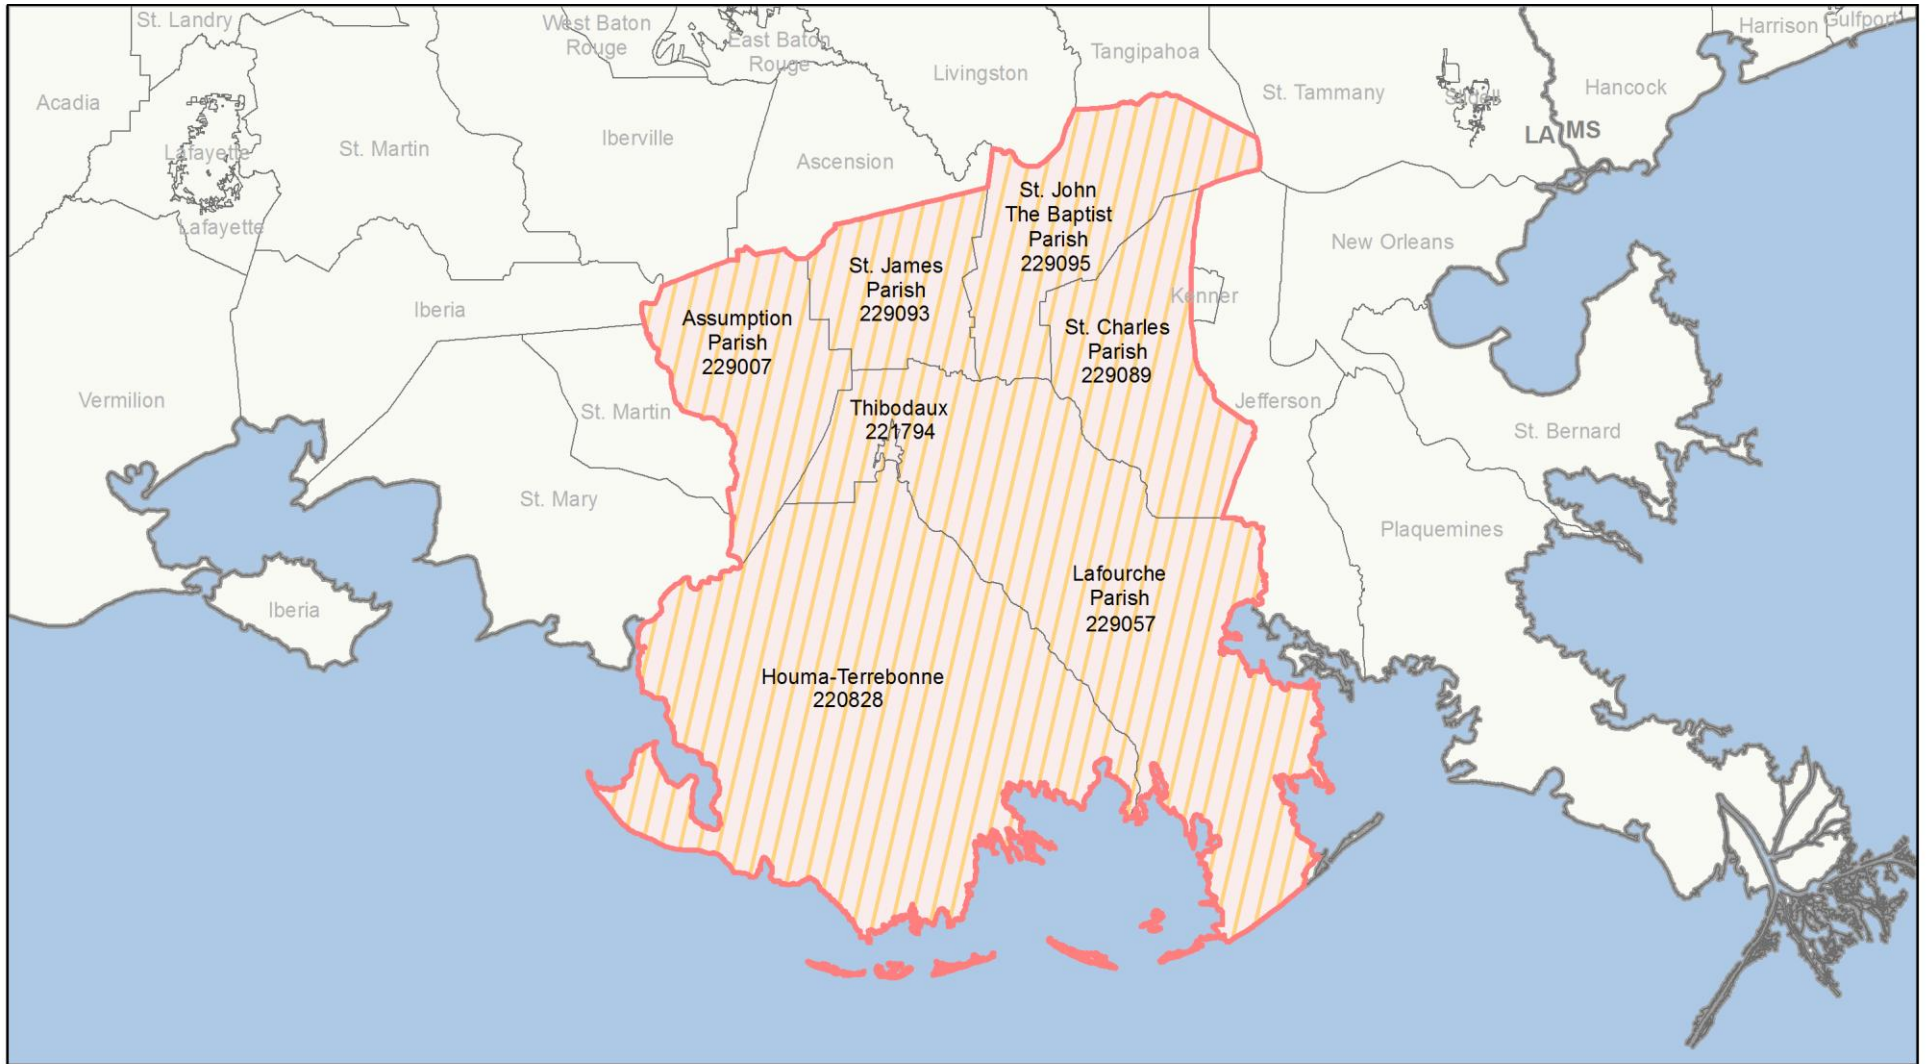 St. Landry
West Baton
Rouge
East Baton
Rouge
Livingston
Tangipahoa
Harrison
Gulfport
Acadia
St. Tammany
Slidell
Hancock
LA
MS
Lafayette
St. Martin
Iberville
Ascension
Lafayette
St. John
The Baptist
Parish
229095
New Orleans
St. James
Parish
229093
Kenner
Iberia
Assumption
Parish
229007
St. Charles
Parish
229089
Vermilion
St. Martin
Thibodaux
221794
Jefferson
St. Bernard
St. Mary
Plaquemines
Iberia
Lafourche
Parish
229057
Houma-Terrebonne
220828